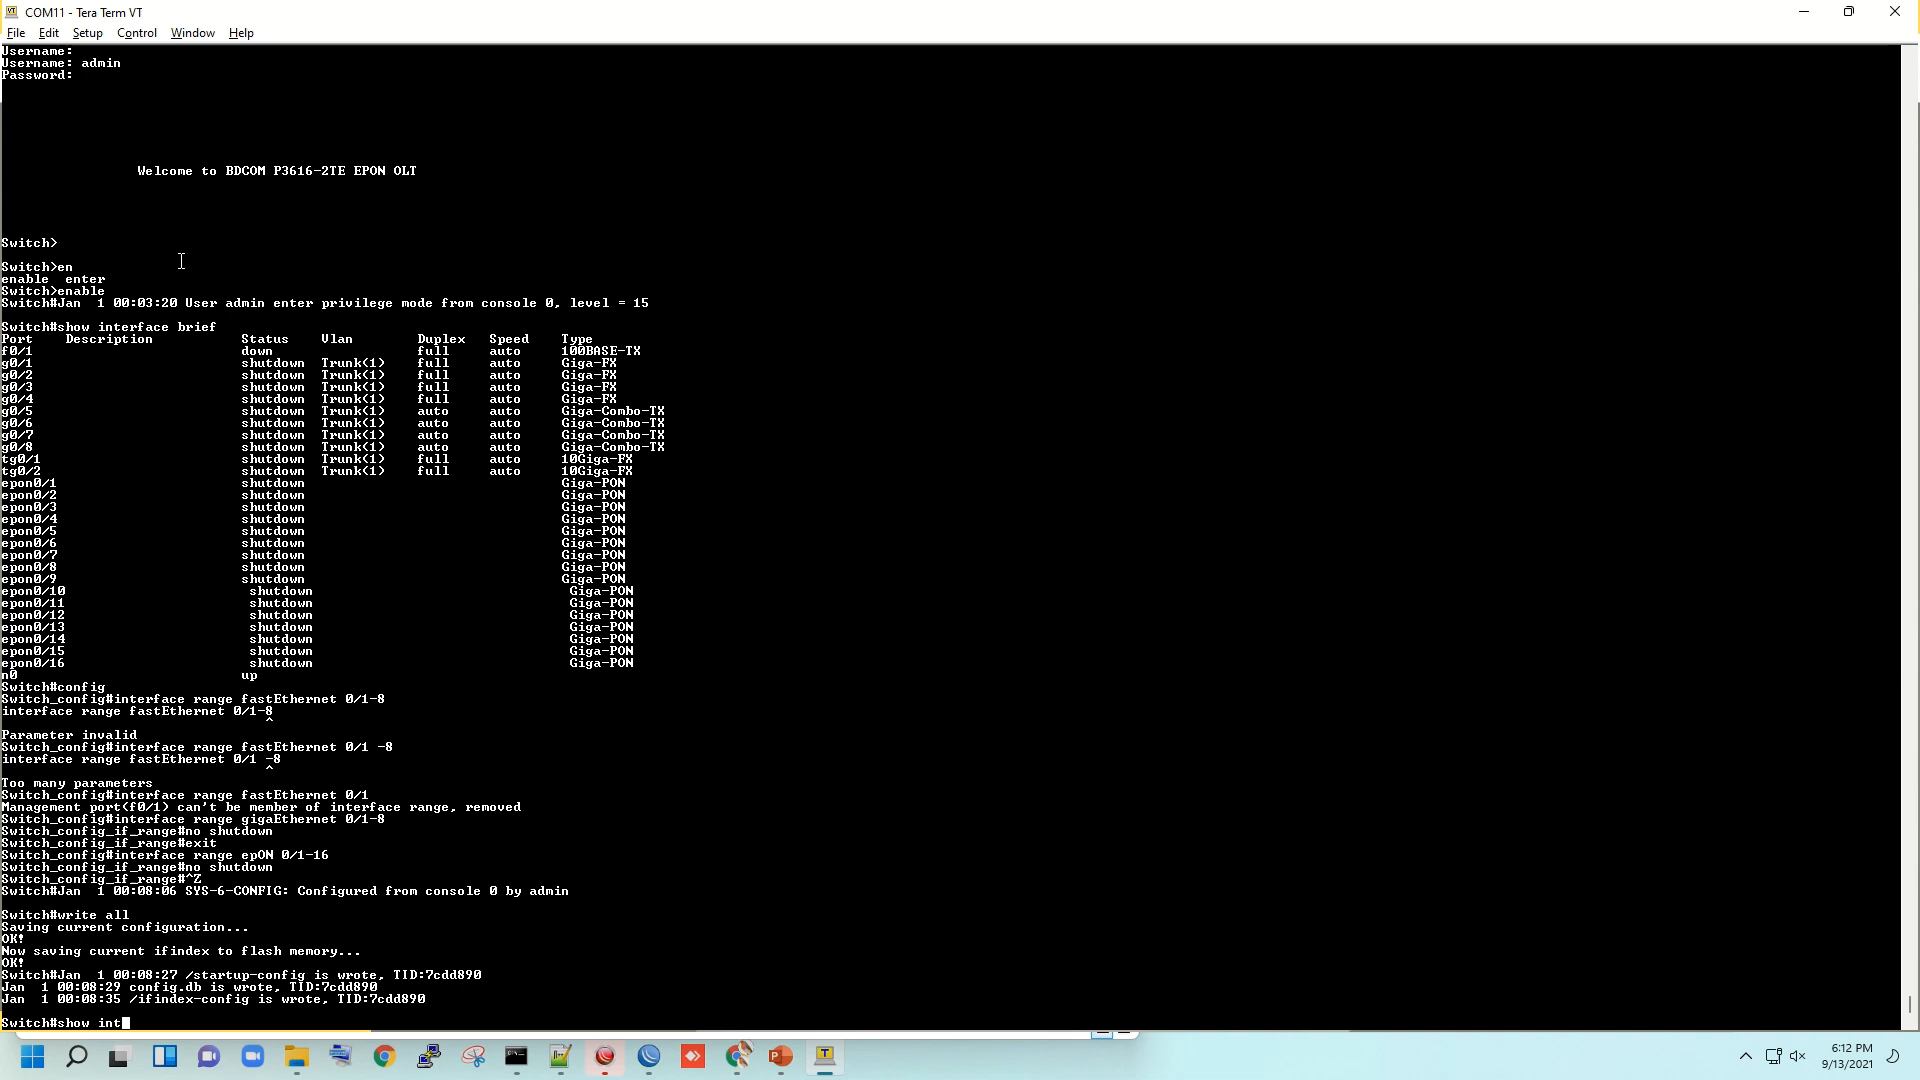 COM11 - Tera Term VT
File Edit Setup Control Window Help
Username:
Username: admin
Password:
Welcome to BDCOM P3616-2TE EPON OLT
Switch>
Switch>en
enable  enter
Switch>enable
Switch#Jan  1 00:03:20 User admin enter privilege mode from console 0, level = 15
Switch#show interface brief
Port    Description           Status    Vlan        Duplex   Speed    Type
f0/1                          down                  full     auto     100BASE-TX
g0/1                          shutdown  Trunk(1)    full     auto     Giga-FX
g0/2                          shutdown  Trunk(1)    full     auto     Giga-FX
g0/3                          shutdown  Trunk(1)    full     auto     Giga-FX
g0/4                          shutdown  Trunk(1)    full     auto     Giga-FX
g0/5                          shutdown  Trunk(1)    auto     auto     Giga-Combo-TX
g0/6                          shutdown  Trunk(1)    auto     auto     Giga-Combo-TX
g0/7                          shutdown  Trunk(1)    auto     auto     Giga-Combo-TX
g0/8                          shutdown  Trunk(1)    auto     auto     Giga-Combo-TX
tg0/1                         shutdown  Trunk(1)    full     auto     10Giga-FX
tg0/2                         shutdown  Trunk(1)    full     auto     10Giga-FX
epon0/1                       shutdown                                Giga-PON
epon0/2                       shutdown                                Giga-PON
epon0/3                       shutdown                                Giga-PON
epon0/4                       shutdown                                Giga-PON
epon0/5                       shutdown                                Giga-PON
epon0/6                       shutdown                                Giga-PON
epon0/7                       shutdown                                Giga-PON
epon0/8                       shutdown                                Giga-PON
epon0/9                       shutdown                                Giga-PON
epon0/10                       shutdown                                Giga-PON
epon0/11                       shutdown                                Giga-PON
epon0/12                       shutdown                                Giga-PON
epon0/13                       shutdown                                Giga-PON
epon0/14                       shutdown                                Giga-PON
epon0/15                       shutdown                                Giga-PON
epon0/16                       shutdown                                Giga-PON
n0                            up
Switch#config
Switch_config#interface range fastEthernet 0/1-8
interface range fastEthernet 0/1-8
^
Parameter invalid
Switch_config#interface range fastEthernet 0/1 -8
interface range fastEthernet 0/1 -8
^
Too many parameters
Switch_config#interface range fastEthernet 0/1
Management port(f0/1) can't be member of interface range, removed
Switch_config#interface range gigaEthernet 0/1-8
Switch_config_if_range#no shutdown
Switch_config_if_range#exit
Switch_config#interface range epON 0/1-16
Switch_config_if_range#no shutdown
Switch_config_if_range#^Z
Switch#Jan  1 00:08:06 SYS-6-CONFIG: Configured from console 0 by admin
Switch#write all
Saving current configuration...
OK!
Now saving current ifindex to flash memory...
OK!
Switch#Jan  1 00:08:27 /startup-config is wrote, TID:7cdd890
Jan  1 00:08:29 config.db is wrote, TID:7cdd890
Jan  1 00:08:35 /ifindex-config is wrote, TID:7cdd890
Switch#show int
6:12 PM
9/13/2021